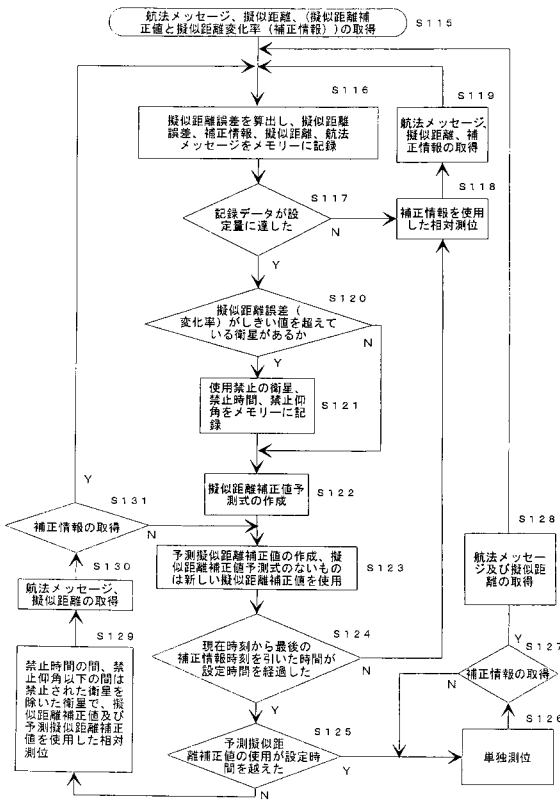 航法メッセージ、擬似距離、(擬似距離補
正値と擬似距離変化率(補正情報))の取得
S115
S116
擬似距離誤差を算出し、擬似距離
誤差、補正情報、擬似距離、航法
メッセージをメモリーに記録
S119
航法メッセージ、
擬似距離、補
正情報の取得
S117
記録データが設
定量に達した
N
Y
S118
補正情報を使用
した相対測位
S120
擬似距離誤差(
変化率)がしきい値を超えて
いる衛星があるか
N
Y
使用禁止の衛星、
禁止時間、禁止仰
角をメモリーに記
録
S121
擬似距離補正値予
測式の作成
S122
Y
S131
補正情報の取得
N
予測擬似距離補正値の作成、擬
似距離補正値予測式のないもの
は新しい擬似距離補正値を使用
S123
S128
航法メッセー
ジ及び擬似距
離の取得
S130
航法メッセージ、
擬似距離の取得
S124
現在時刻から最後の
補正情報時刻を引いた時間が
設定時間を経過した
N
Y
Y
S127
補正情報の取得
N
S129
禁止時間の間、禁
止仰角以下の間は
禁止された衛星を
除いた衛星で、擬
似距離補正値及び
予測擬似距離補正
値を使用した相対
測位
S125
予測擬似距
離補正値の使用が設定時
間を越えた
Y
N
S126
単独測位